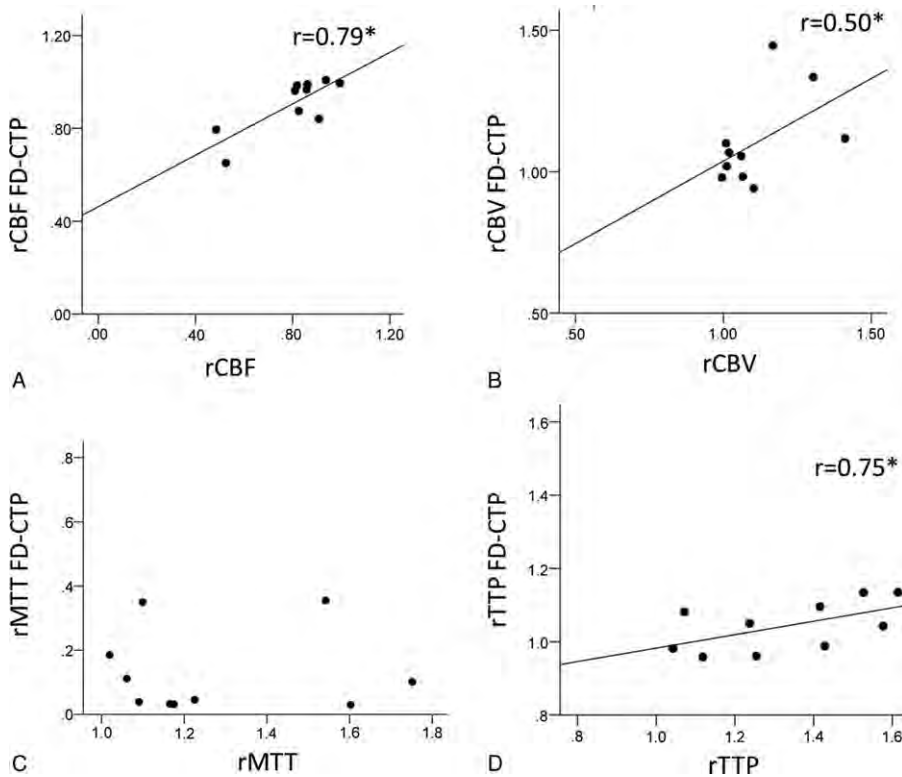 r=0.79*
1.20
.80
.40
.00
rCBF FD-CTP
.00 .40 .80 1.20
rCBF
A
r=0.50*
1.50
1.00
.50
rCBV FD-CTP
.50 1.00 1.50
rCBV
B
.8
.6
.4
.2
.0
rMTT FD-CTP
1.0 1.2 1.4 1.6 1.8
rMTT
C
r=0.75*
1.6
1.4
1.2
1.0
.8
rTTP FD-CTP
.8 1.0 1.2 1.4 1.6
rTTP
D